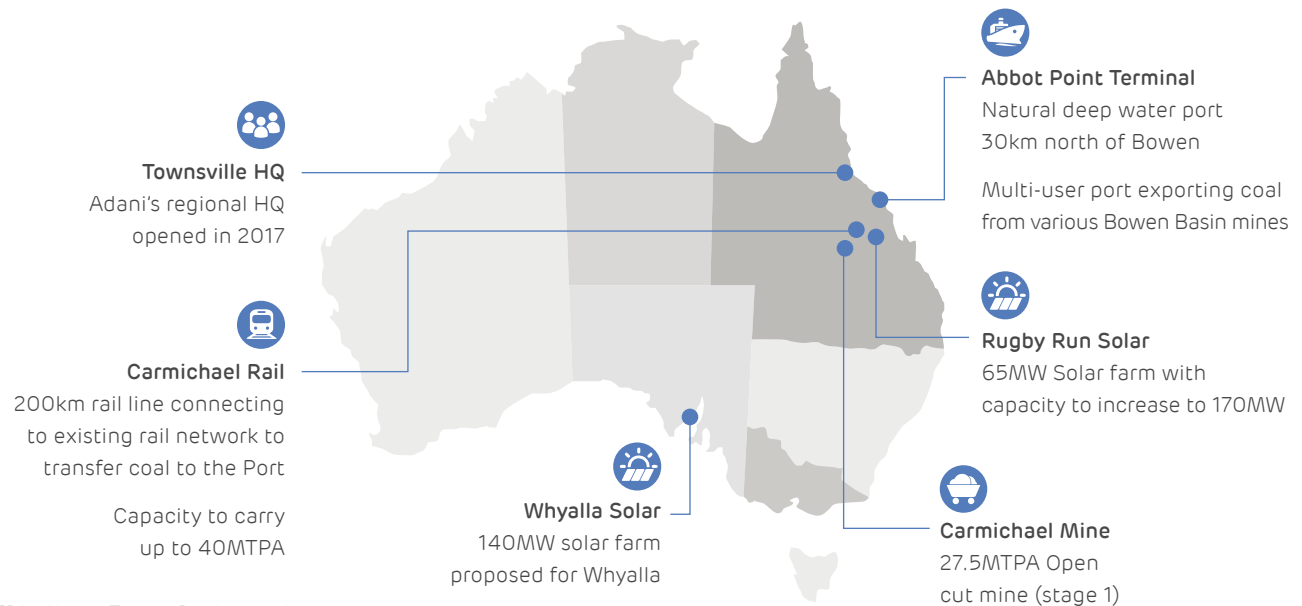 Townsville HQ
Adani's regional HQ
opened in 2017
Carmichael Rail
200km rail line connecting
to existing rail network to
transfer coal to the Port
Capacity to carry
up to 40MTPA
Whyalla Solar
140MW solar farm
proposed for Whyalla
Abbot Point Terminal
Natural deep water port
30km north of Bowen
Multi-user port exporting coal
from various Bowen Basin mines
Rugby Run Solar
65MW Solar farm with
capacity to increase to 170MW
Carmichael Mine
27.5MTPA Open
cut mine (stage 1)